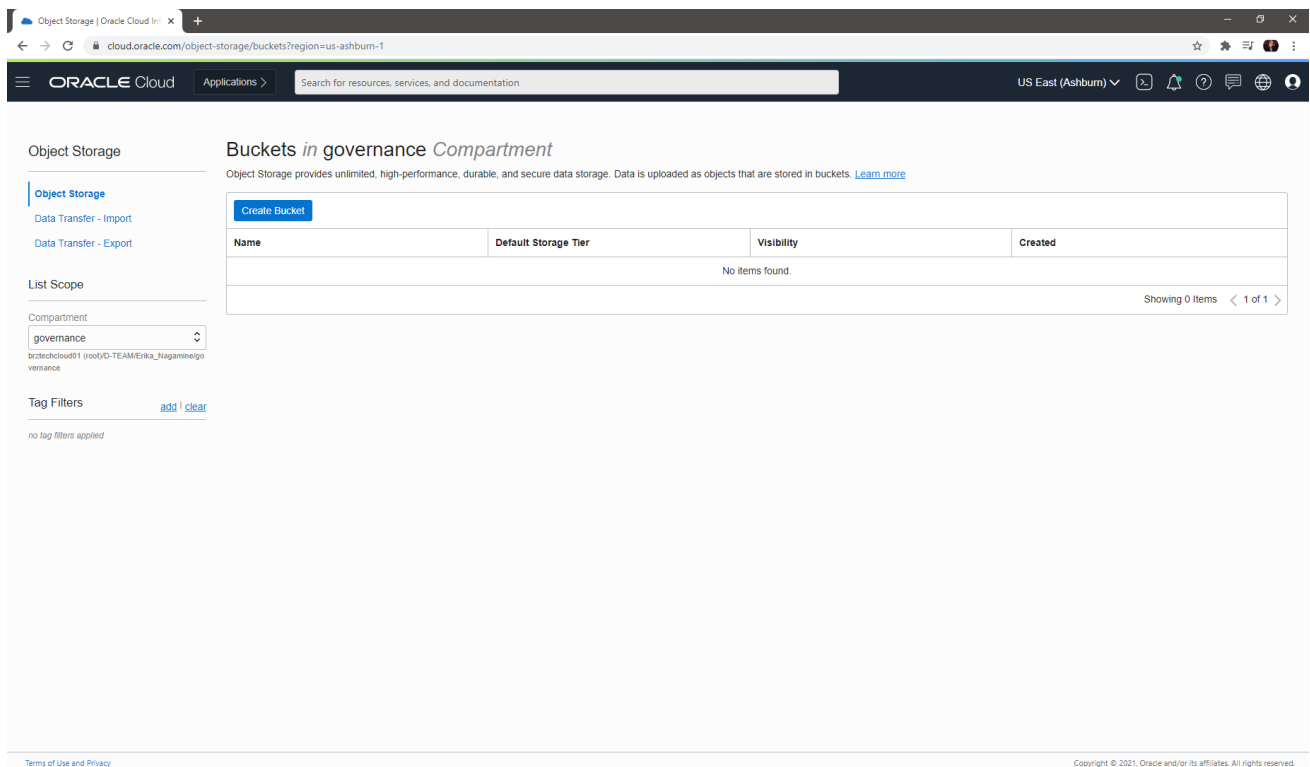 Object Storage | Oracle Cloud Inf
cloud.oracle.com/object-storage/buckets?region=us-ashburn-1
ORACLE Cloud
Applications
Search for resources, services, and documentation
US East (Ashburn)
Object Storage
Object Storage
Data Transfer - Import
Data Transfer - Export
List Scope
Compartment
governance
brztechcloud01 (root)/D-TEAM/Erika_Nagamine/go
vernance
Tag Filters
add | clear
no tag filters applied
Buckets in governance Compartment
Object Storage provides unlimited, high-performance, durable, and secure data storage. Data is uploaded as objects that are stored in buckets. Learn more
Create Bucket
Name Default Storage Tier Visibility Created
No items found.
Showing 0 Items < 1 of 1 >
Terms of Use and Privacy
Copyright © 2021, Oracle and/or its affiliates. All rights reserved.